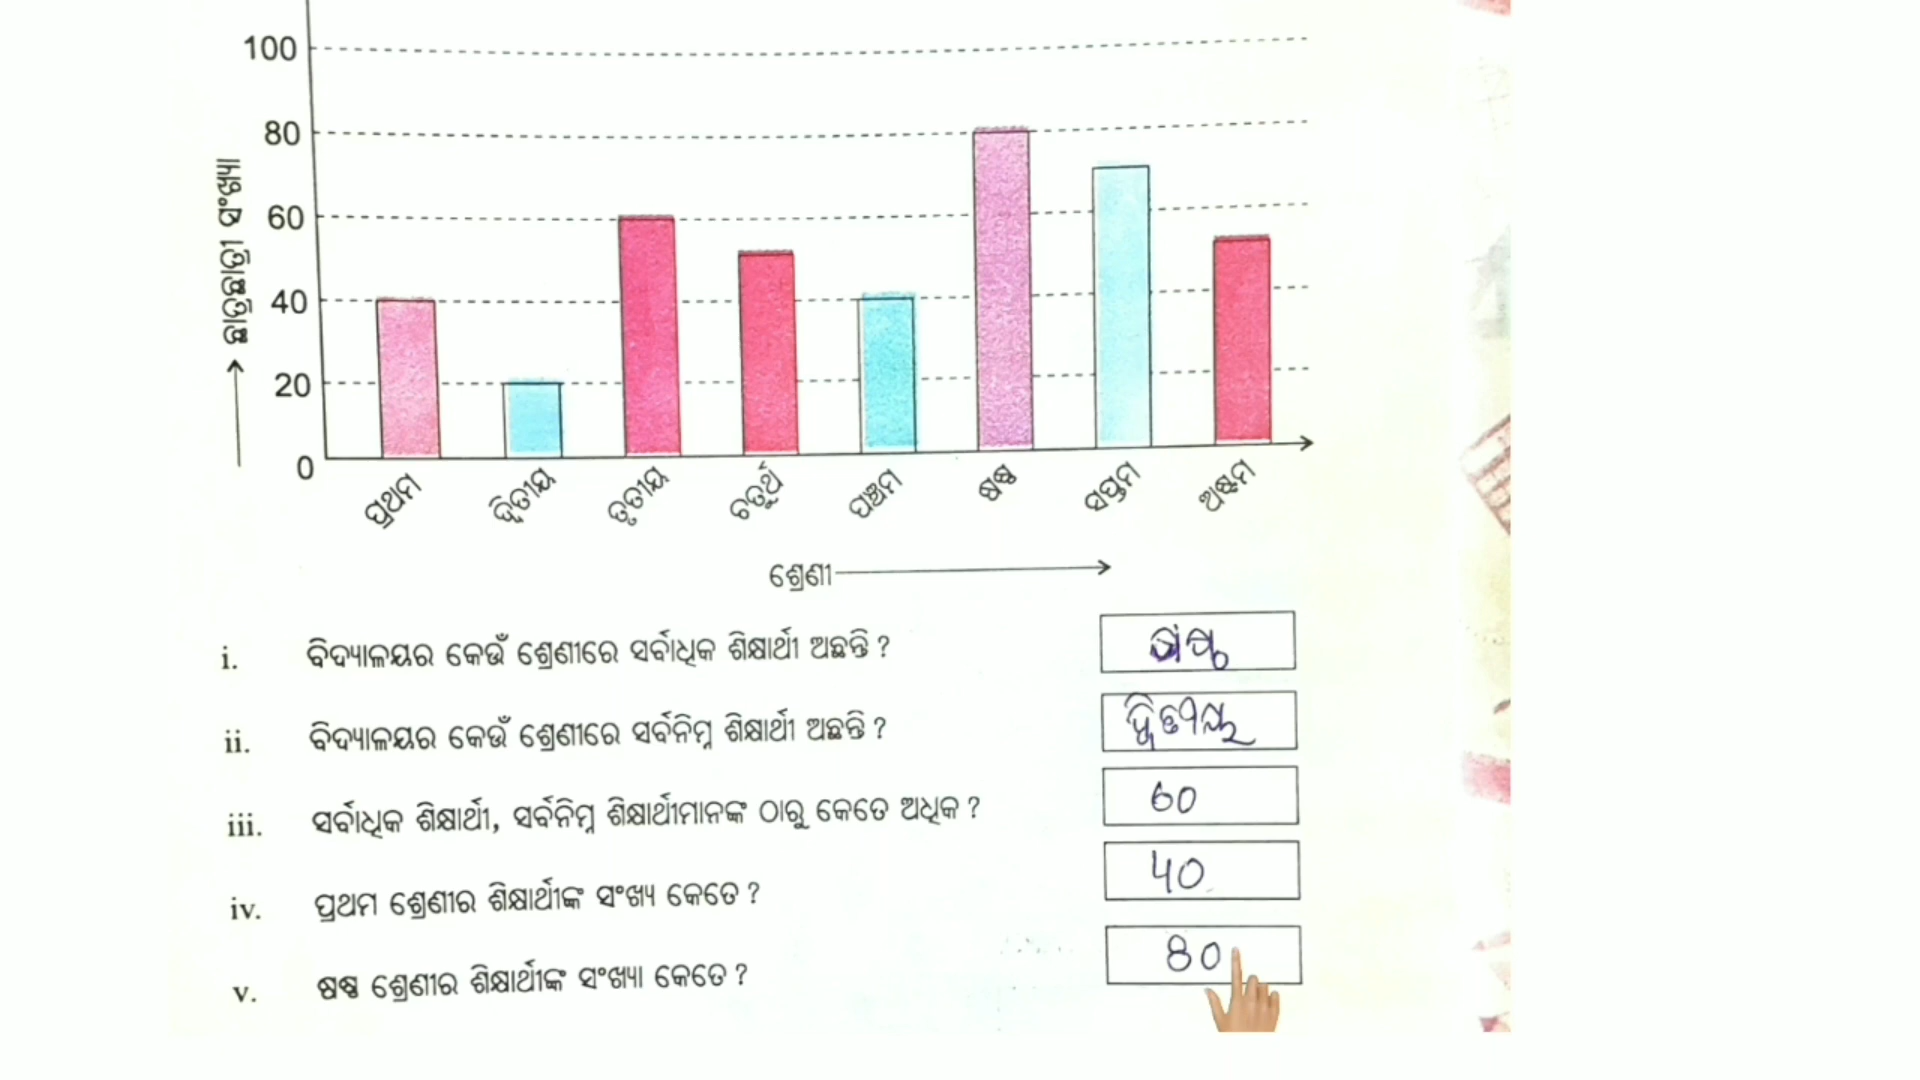 100
80
60
40
20
0
ଛାତ୍ରଛାତ୍ରୀ ସଂଖ୍ୟା
ପ୍ରଥମ ଦ୍ୱିତୀୟ ତୃତୀୟ ଚତୁର୍ଥ ପଞ୍ଚମ ଷଷ୍ଠ ସପ୍ତମ ଅଷ୍ଟମ
ଶ୍ରେଣୀ
i. ବିଦ୍ୟାଳୟର କେଉଁ ଶ୍ରେଣୀରେ ସର୍ବାଧିକ ଶିକ୍ଷାର୍ଥୀ ଅଛନ୍ତି ? ଷଷ୍ଠ
ii. ବିଦ୍ୟାଳୟର କେଉଁ ଶ୍ରେଣୀରେ ସର୍ବନିମ୍ନ ଶିକ୍ଷାର୍ଥୀ ଅଛନ୍ତି ? ଦ୍ୱିତୀୟ
iii. ସର୍ବାଧିକ ଶିକ୍ଷାର୍ଥୀ, ସର୍ବନିମ୍ନ ଶିକ୍ଷାର୍ଥୀମାନଙ୍କ ଠାରୁ କେତେ ଅଧିକ ? 60
iv. ପ୍ରଥମ ଶ୍ରେଣୀର ଶିକ୍ଷାର୍ଥୀଙ୍କ ସଂଖ୍ୟ କେତେ ? 40
v. ଷଷ୍ଠ ଶ୍ରେଣୀର ଶିକ୍ଷାର୍ଥୀଙ୍କ ସଂଖ୍ୟା କେତେ ? 80